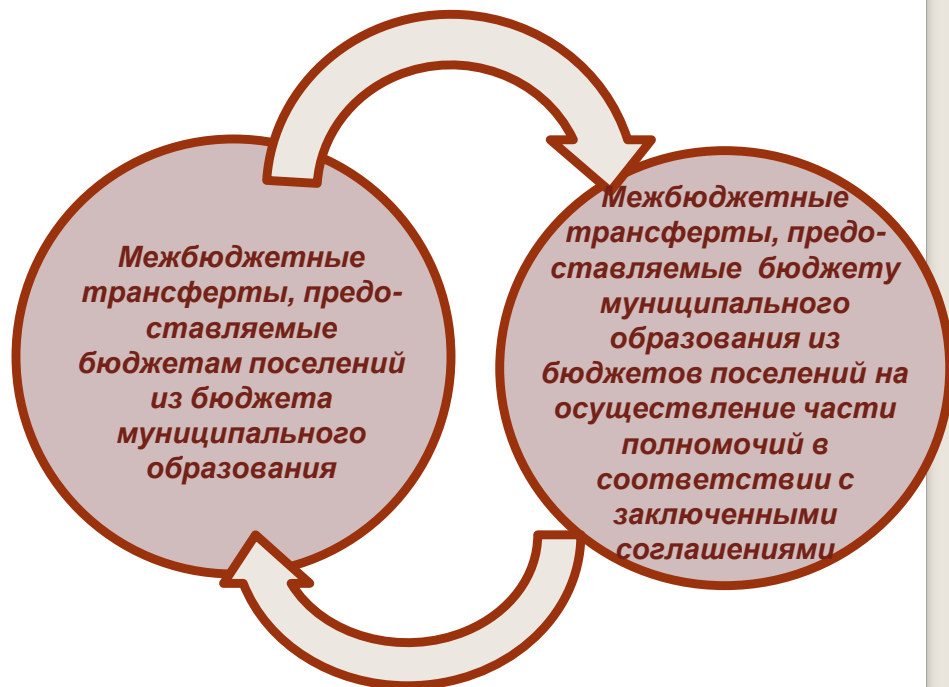 Межбюджетные
трансферты, предо-
ставляемые
бюджетам поселений
из бюджета
муниципального
образования
Межбюджетные
трансферты, предо-
ставляемые бюджету
муниципального
образования из
бюджетов поселений на
осуществление части
полномочий в
соответствии с
заключенными
соглашениями